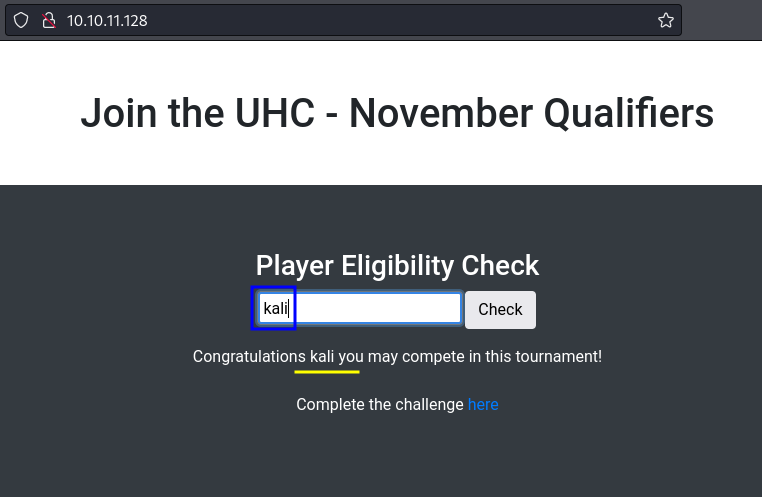 10.10.11.128
Join the UHC - November Qualifiers
Player Eligibility Check
kali Check
Congratulations kali you may compete in this tournament!
Complete the challenge here